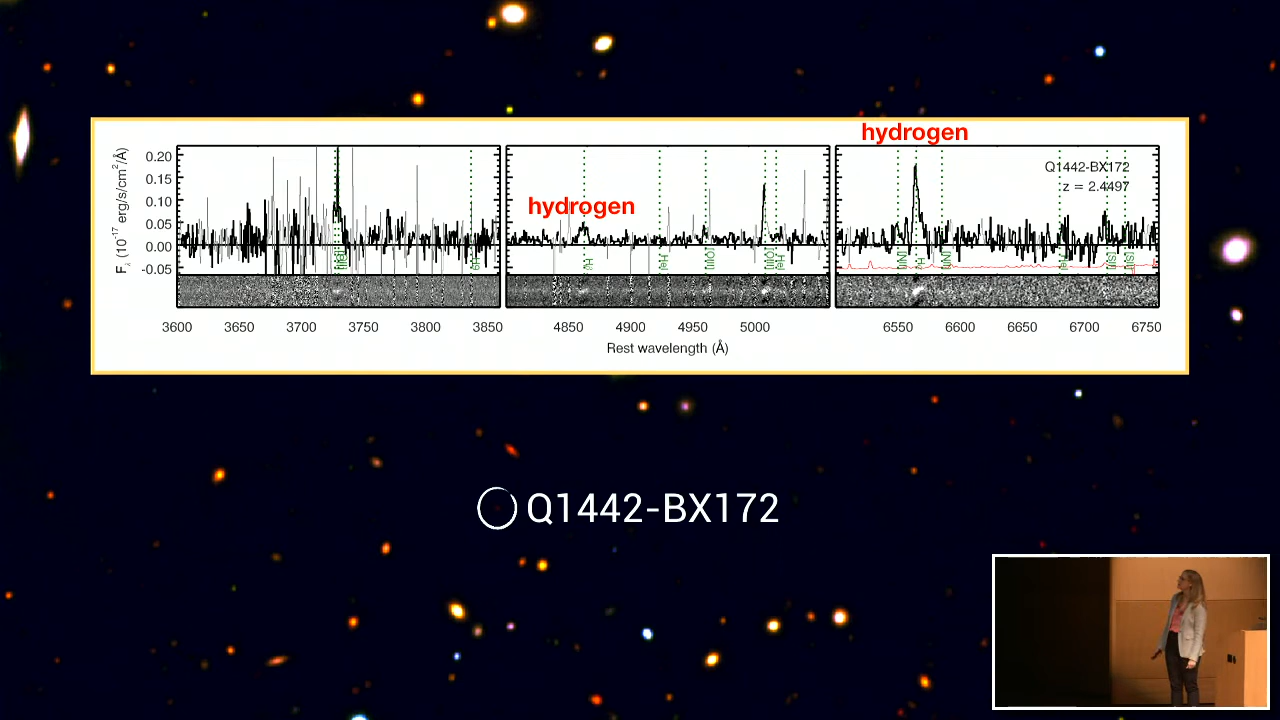 hydrogen
Q1442-BX172
z = 2.4497
hydrogen
F λ (10⁻¹⁷ erg/s/cm²/Å)
0.20
0.15
0.10
0.05
0.00
-0.05
3600 3650 3700 3750 3800 3850 4850 4900 4950 5000 6550 6600 6650 6700 6750
Rest wavelength (Å)
Q1442-BX172